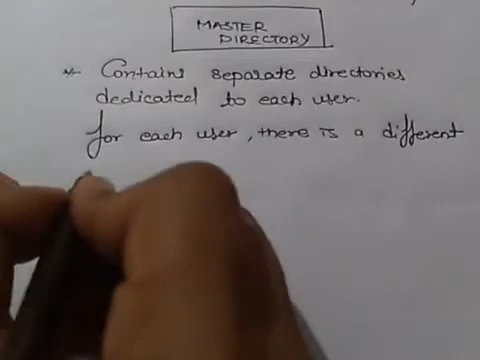 MASTER
DIRECTORY
* Contains separate directories
dedicated to each user.
for each user, there is a different